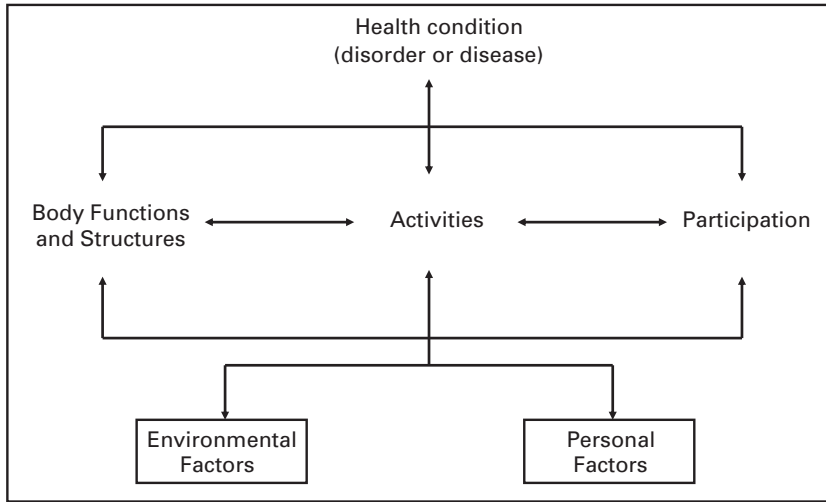 Health condition
(disorder or disease)
Body Functions
and Structures
Activities
Participation
Environmental
Factors
Personal
Factors